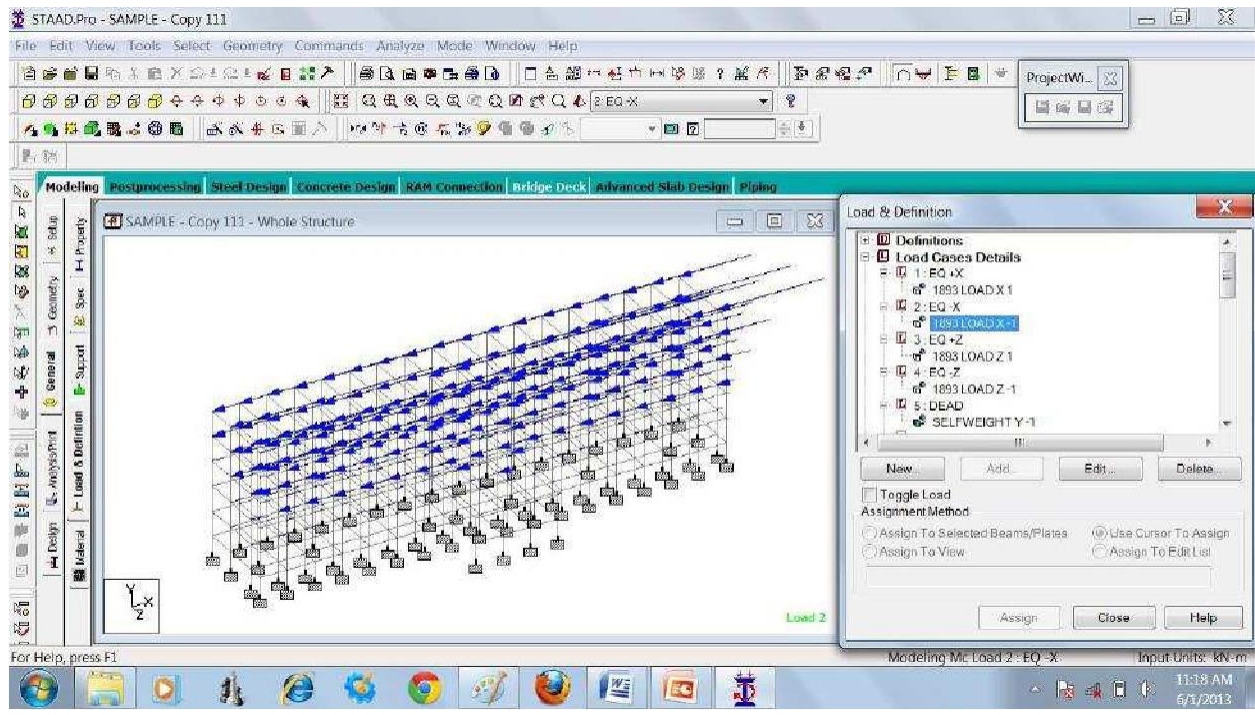 STAAD.Pro - SAMPLE - Copy 111
File Edit View Tools Select Geometry Commands Analyze Mode Window Help
ProjectWi...
2: EQ -X
Modeling Postprocessing Steel Design Concrete Design RAM Connection Bridge Deck Advanced Slab Design Piping
Setup
Geometry
General
Analysis/Print
Design
Property
Spec
Support
Load & Definition
Material
SAMPLE - Copy 111 - Whole Structure
Y
X
Z
Load 2
Load & Definition
Definitions
Load Cases Details
1 : EQ +X
1893 LOAD X 1
2 : EQ -X
1893 LOAD X -1
3 : EQ +Z
1893 LOAD Z 1
4 : EQ -Z
1893 LOAD Z -1
5 : DEAD
SELFWEIGHT Y -1
New... Add... Edit... Delete...
Toggle Load
Assignment Method
Assign To Selected Beams/Plates Use Cursor To Assign
Assign To View Assign To Edit List
Assign Close Help
For Help, press F1
Modeling Mc Load 2 : EQ -X Input Units: kN-m
11:18 AM
6/1/2013